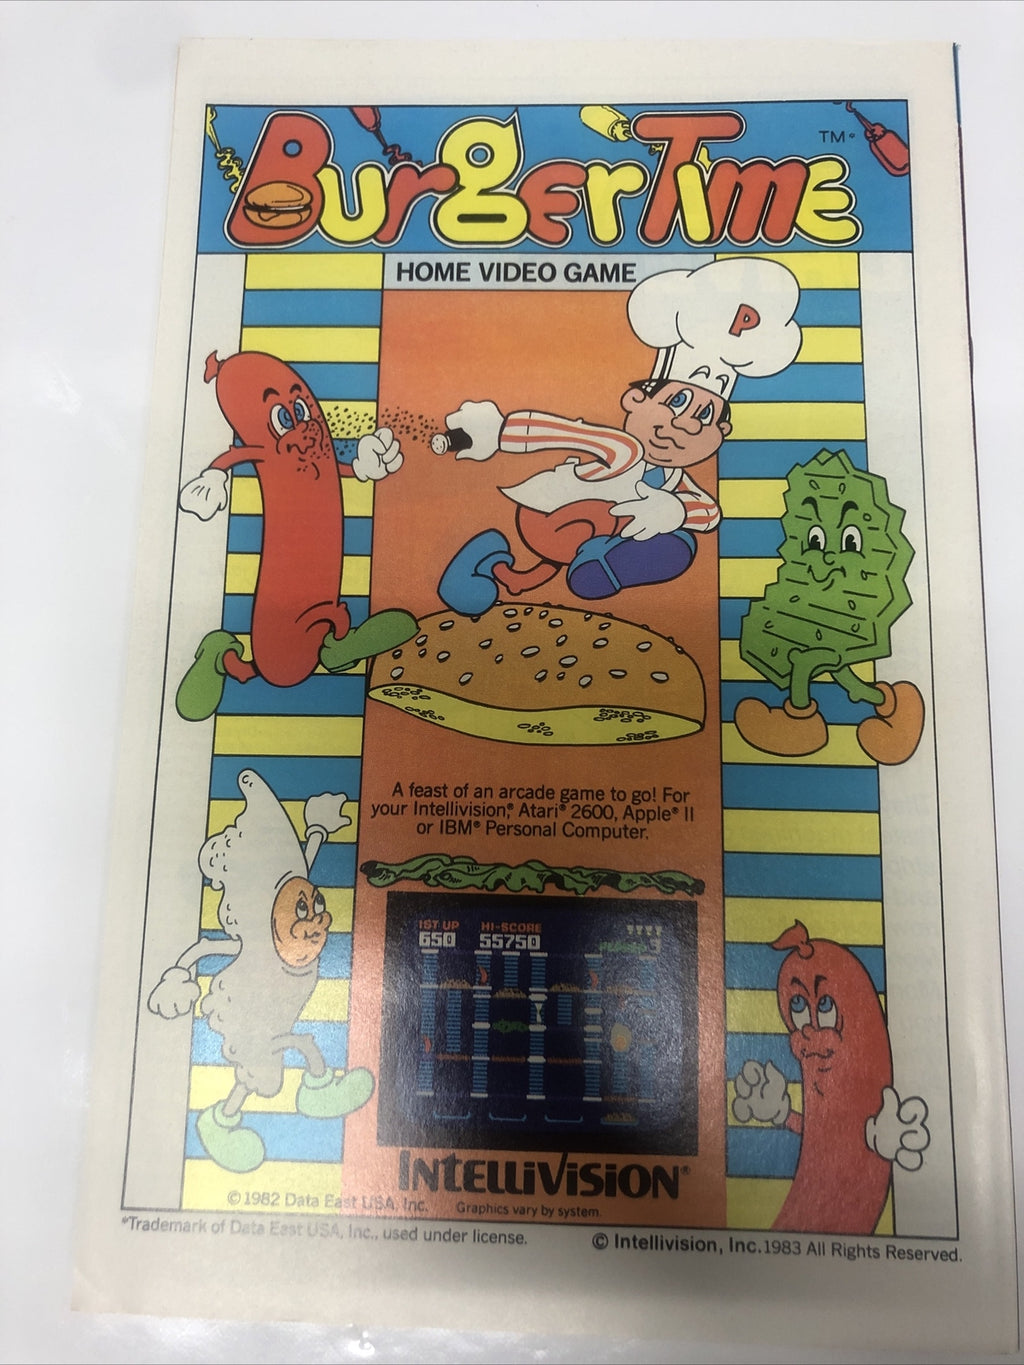 BurgerTime TM*
HOME VIDEO GAME
P
A feast of an arcade game to go! For
your Intellivision,® Atari® 2600, Apple® II
or IBM® Personal Computer.
1ST UP HI-SCORE
650 55750
3
INTELLIVISION®
©1982 Data East USA, Inc. Graphics vary by system.
*Trademark of Data East USA, Inc., used under license. © Intellivision, Inc. 1983 All Rights Reserved.